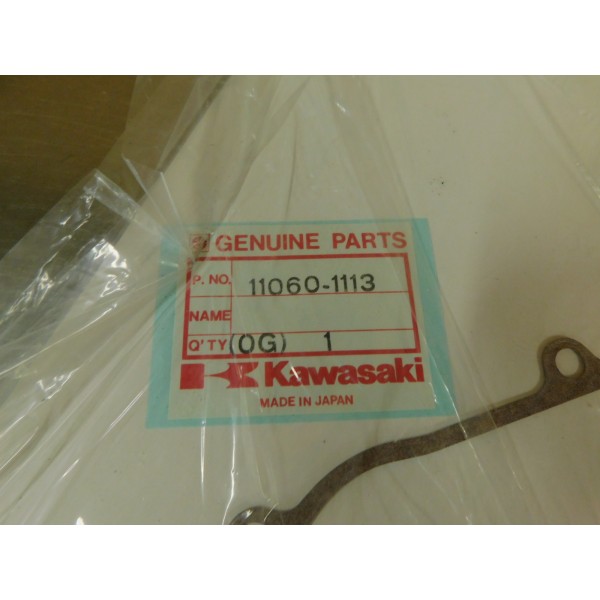 GENUINE PARTS
P. NO. 11060-1113
NAME
Q'TY (OG) 1
Kawasaki
MADE IN JAPAN